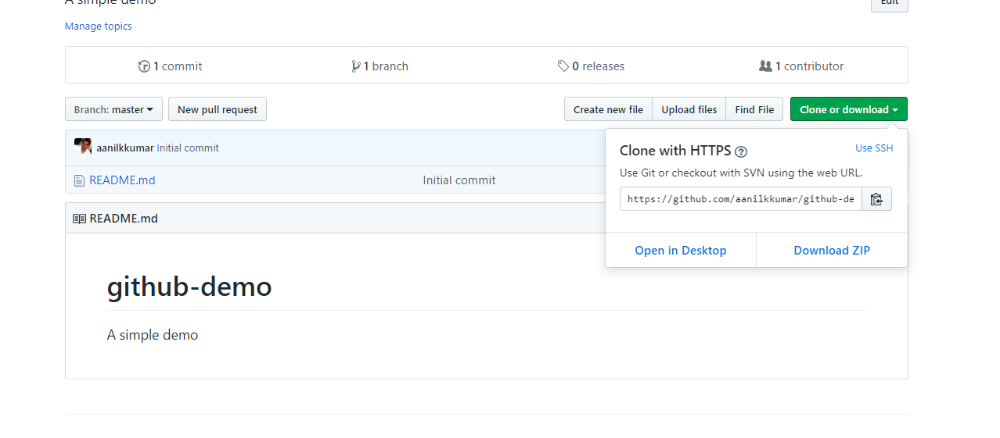 A simple demo
Edit
Manage topics
1 commit
1 branch
0 releases
1 contributor
Branch: master
New pull request
Create new file
Upload files
Find File
Clone or download
aanilkkumar Initial commit
README.md
Initial commit
Clone with HTTPS
Use SSH
Use Git or checkout with SVN using the web URL.
https://github.com/aanilkkumar/github-de
Open in Desktop
Download ZIP
README.md
github-demo
A simple demo